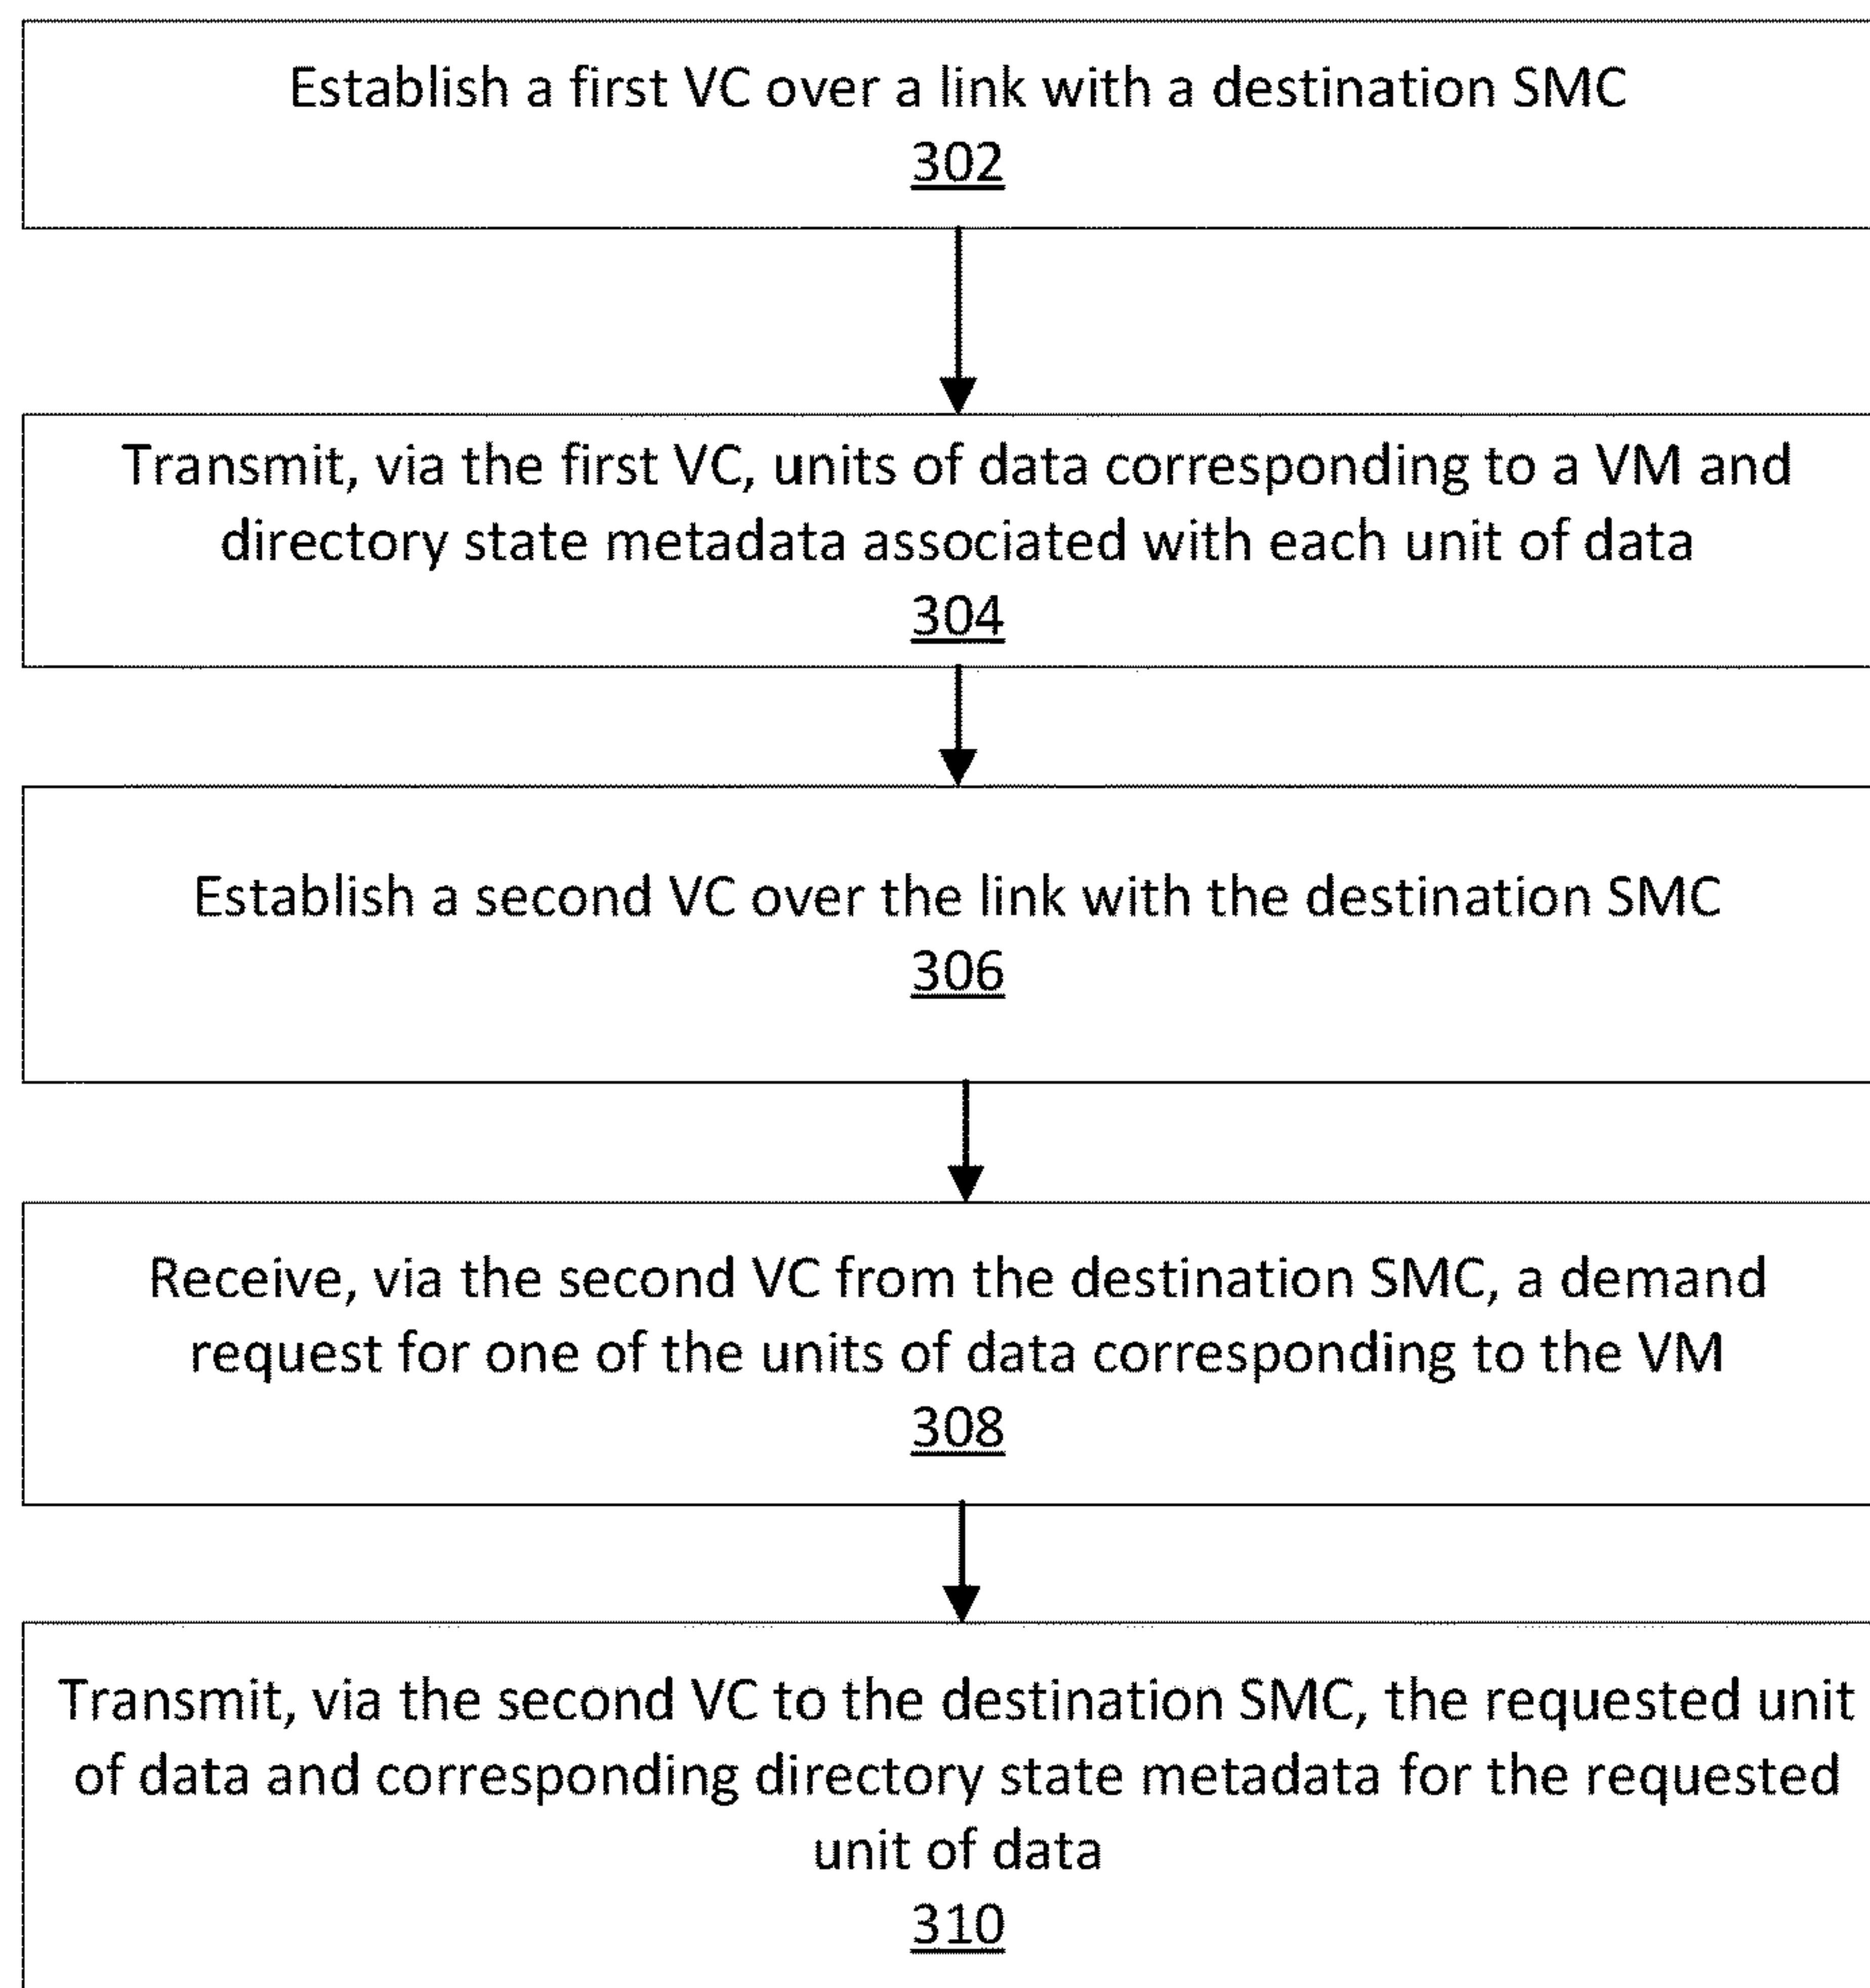 Establish a first VC over a link with a destination SMC
302
Transmit, via the first VC, units of data corresponding to a VM and
directory state metadata associated with each unit of data
304
Establish a second VC over the link with the destination SMC
306
Receive, via the second VC from the destination SMC, a demand
request for one of the units of data corresponding to the VM
308
Transmit, via the second VC to the destination SMC, the requested unit
of data and corresponding directory state metadata for the requested
unit of data
310